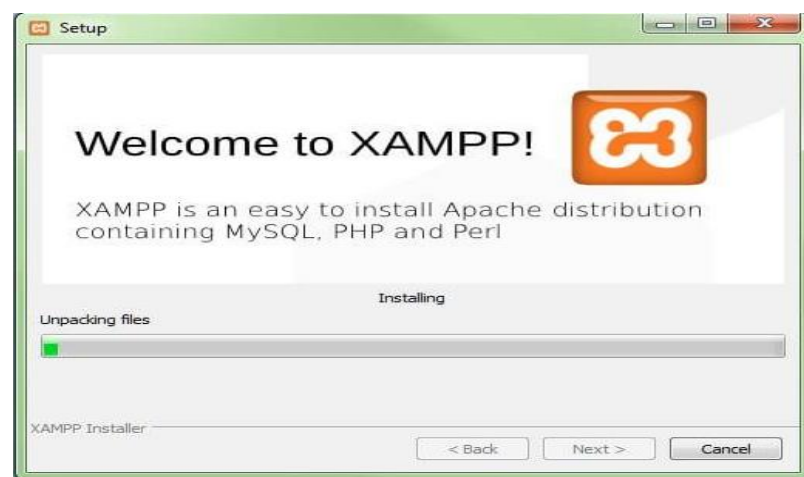 Setup
Welcome to XAMPP!
XAMPP is an easy to install Apache distribution
containing MySQL, PHP and Perl
Installing
Unpacking files
XAMPP Installer
< Back
Next >
Cancel